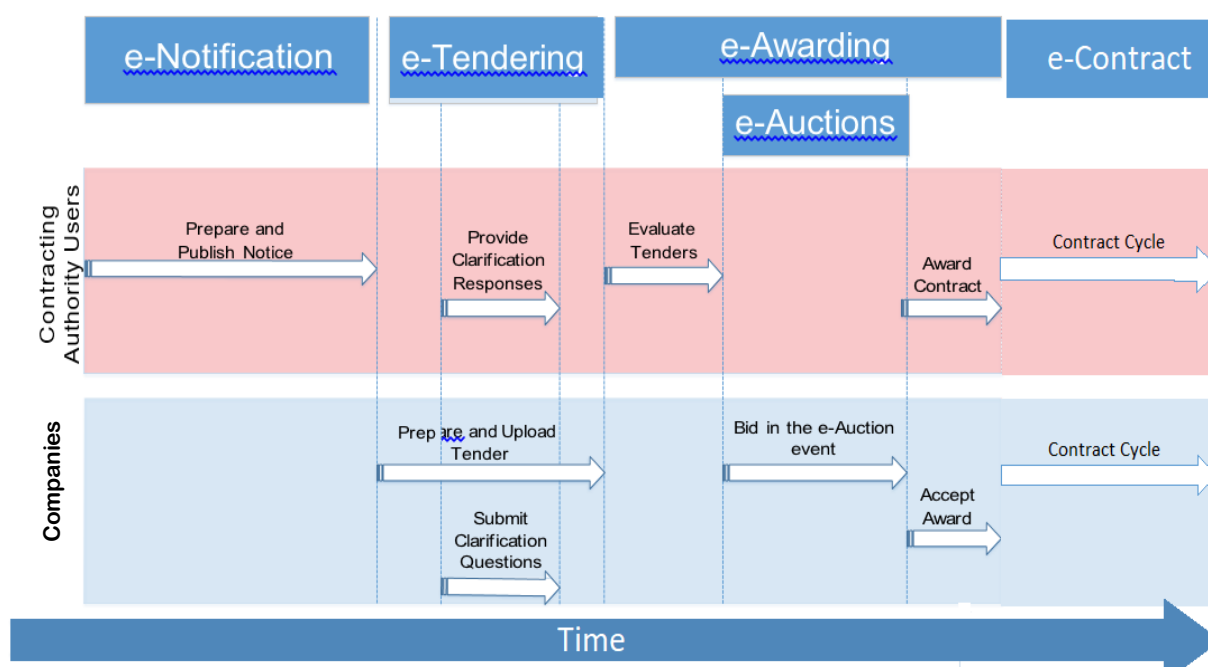 e-Notification
e-Tendering
e-Awarding
e-Contract
e-Auctions
Contracting
Authority Users
Prepare and
Publish Notice
Provide
Clarification
Responses
Evaluate
Tenders
Award
Contract
Contract Cycle
Companies
Prepare and Upload
Tender
Submit
Clarification
Questions
Bid in the e-Auction
event
Accept
Award
Contract Cycle
Time